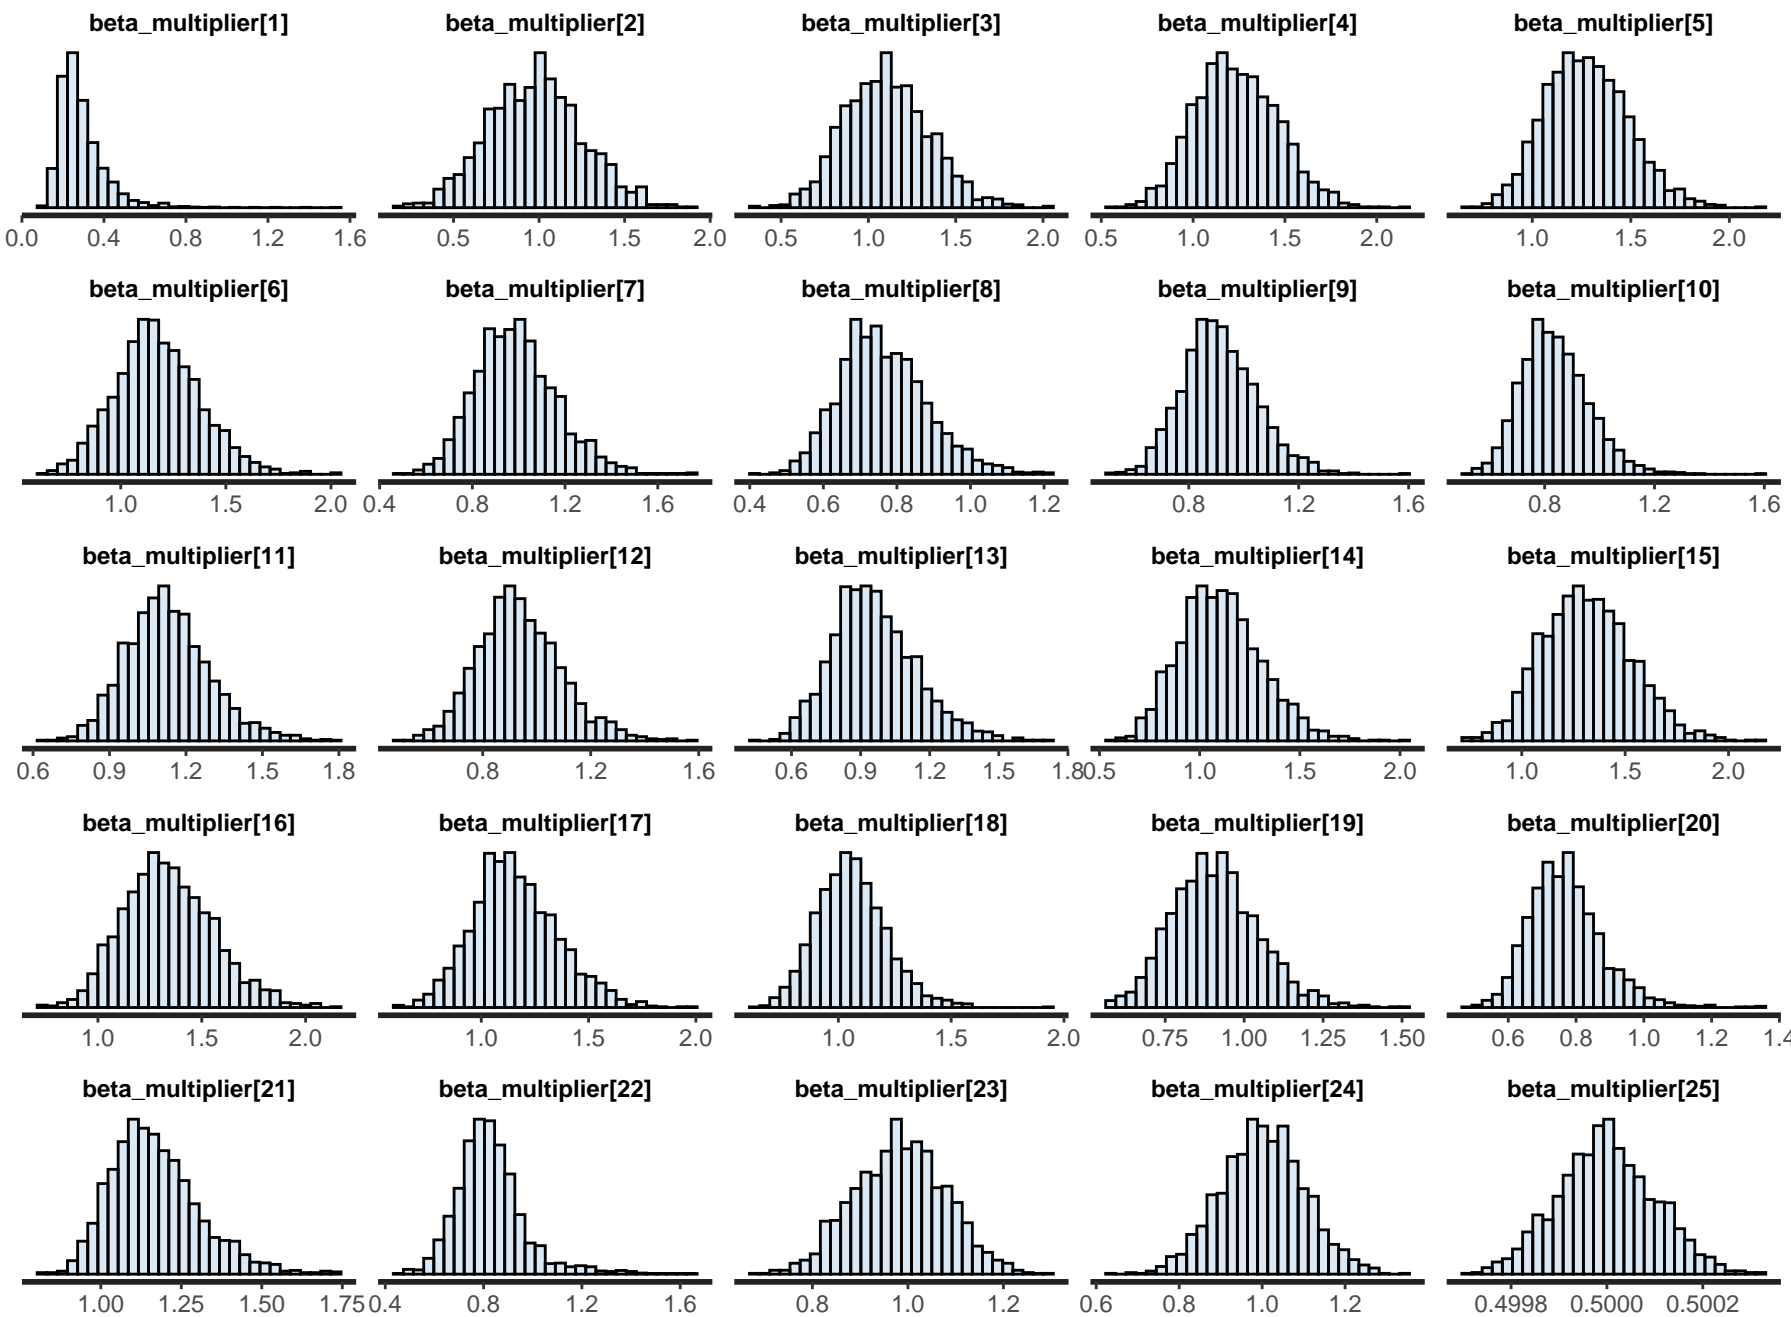 beta_multiplier[1] beta_multiplier[2] beta_multiplier[3] beta_multiplier[4] beta_multiplier[5]
0.0 0.4 0.8 1.2 1.6 0.5 1.0 1.5 2.0 0.5 1.0 1.5 2.0 0.5 1.0 1.5 2.0 1.0 1.5 2.0
beta_multiplier[6] beta_multiplier[7] beta_multiplier[8] beta_multiplier[9] beta_multiplier[10]
1.0 1.5 2.0 0.4 0.8 1.2 1.6 0.4 0.6 0.8 1.0 1.2 0.8 1.2 1.6 0.8 1.2 1.6
beta_multiplier[11] beta_multiplier[12] beta_multiplier[13] beta_multiplier[14] beta_multiplier[15]
0.6 0.9 1.2 1.5 1.8 0.8 1.2 1.6 0.6 0.9 1.2 1.5 1.8 0.5 1.0 1.5 2.0 1.0 1.5 2.0
beta_multiplier[16] beta_multiplier[17] beta_multiplier[18] beta_multiplier[19] beta_multiplier[20]
1.0 1.5 2.0 1.0 1.5 2.0 1.0 1.5 2.0 0.75 1.00 1.25 1.50 0.6 0.8 1.0 1.2 1.4
beta_multiplier[21] beta_multiplier[22] beta_multiplier[23] beta_multiplier[24] beta_multiplier[25]
1.00 1.25 1.50 1.75 0.4 0.8 1.2 1.6 0.8 1.0 1.2 0.6 0.8 1.0 1.2 0.4998 0.5000 0.5002